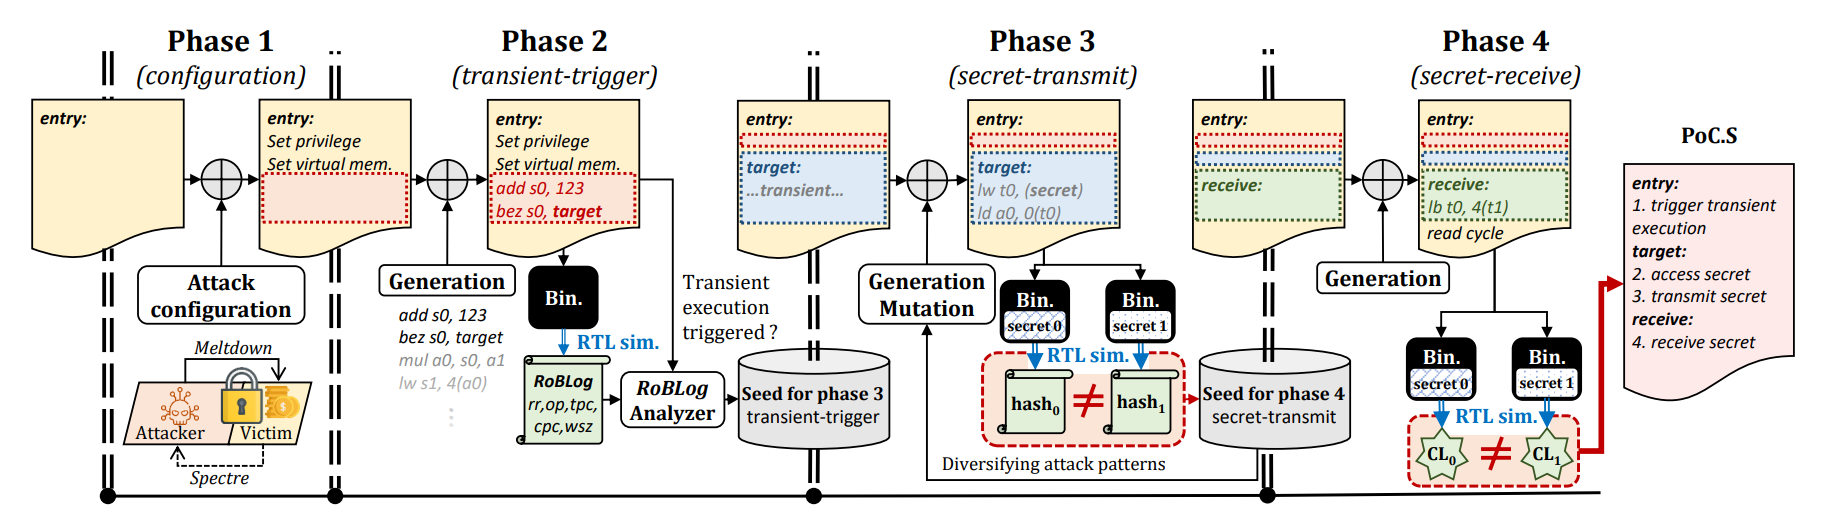 Phase 1
(configuration)
Phase 2
(transient-trigger)
Phase 3
(secret-transmit)
Phase 4
(secret-receive)
entry:
entry:
Set privilege
Set virtual mem.
Attack
configuration
Meltdown
Attacker
Victim
Spectre
entry:
Set privilege
Set virtual mem.
add s0, 123
bez s0, target
Generation
add s0, 123
bez s0, target
mul a0, s0, a1
lw s1, 4(a0)
Bin.
RTL sim.
RoBLog
rr,op,tpc,
cpc,wsz
RoBLog
Analyzer
Transient
execution
triggered ?
entry:
target:
...transient...
Seed for phase 3
transient-trigger
Generation
Mutation
entry:
target:
lw t0, (secret)
ld a0, 0(t0)
Bin.
secret 0
Bin.
secret 1
RTL sim.
hash0
≠
hash1
Diversifying attack patterns
entry:
receive:
Seed for phase 4
secret-transmit
Generation
entry:
receive:
lb t0, 4(t1)
read cycle
Bin.
secret 0
Bin.
secret 1
RTL sim.
CL0
≠
CL1
PoC.S
entry:
1. trigger transient
execution
target:
2. access secret
3. transmit secret
receive:
4. receive secret